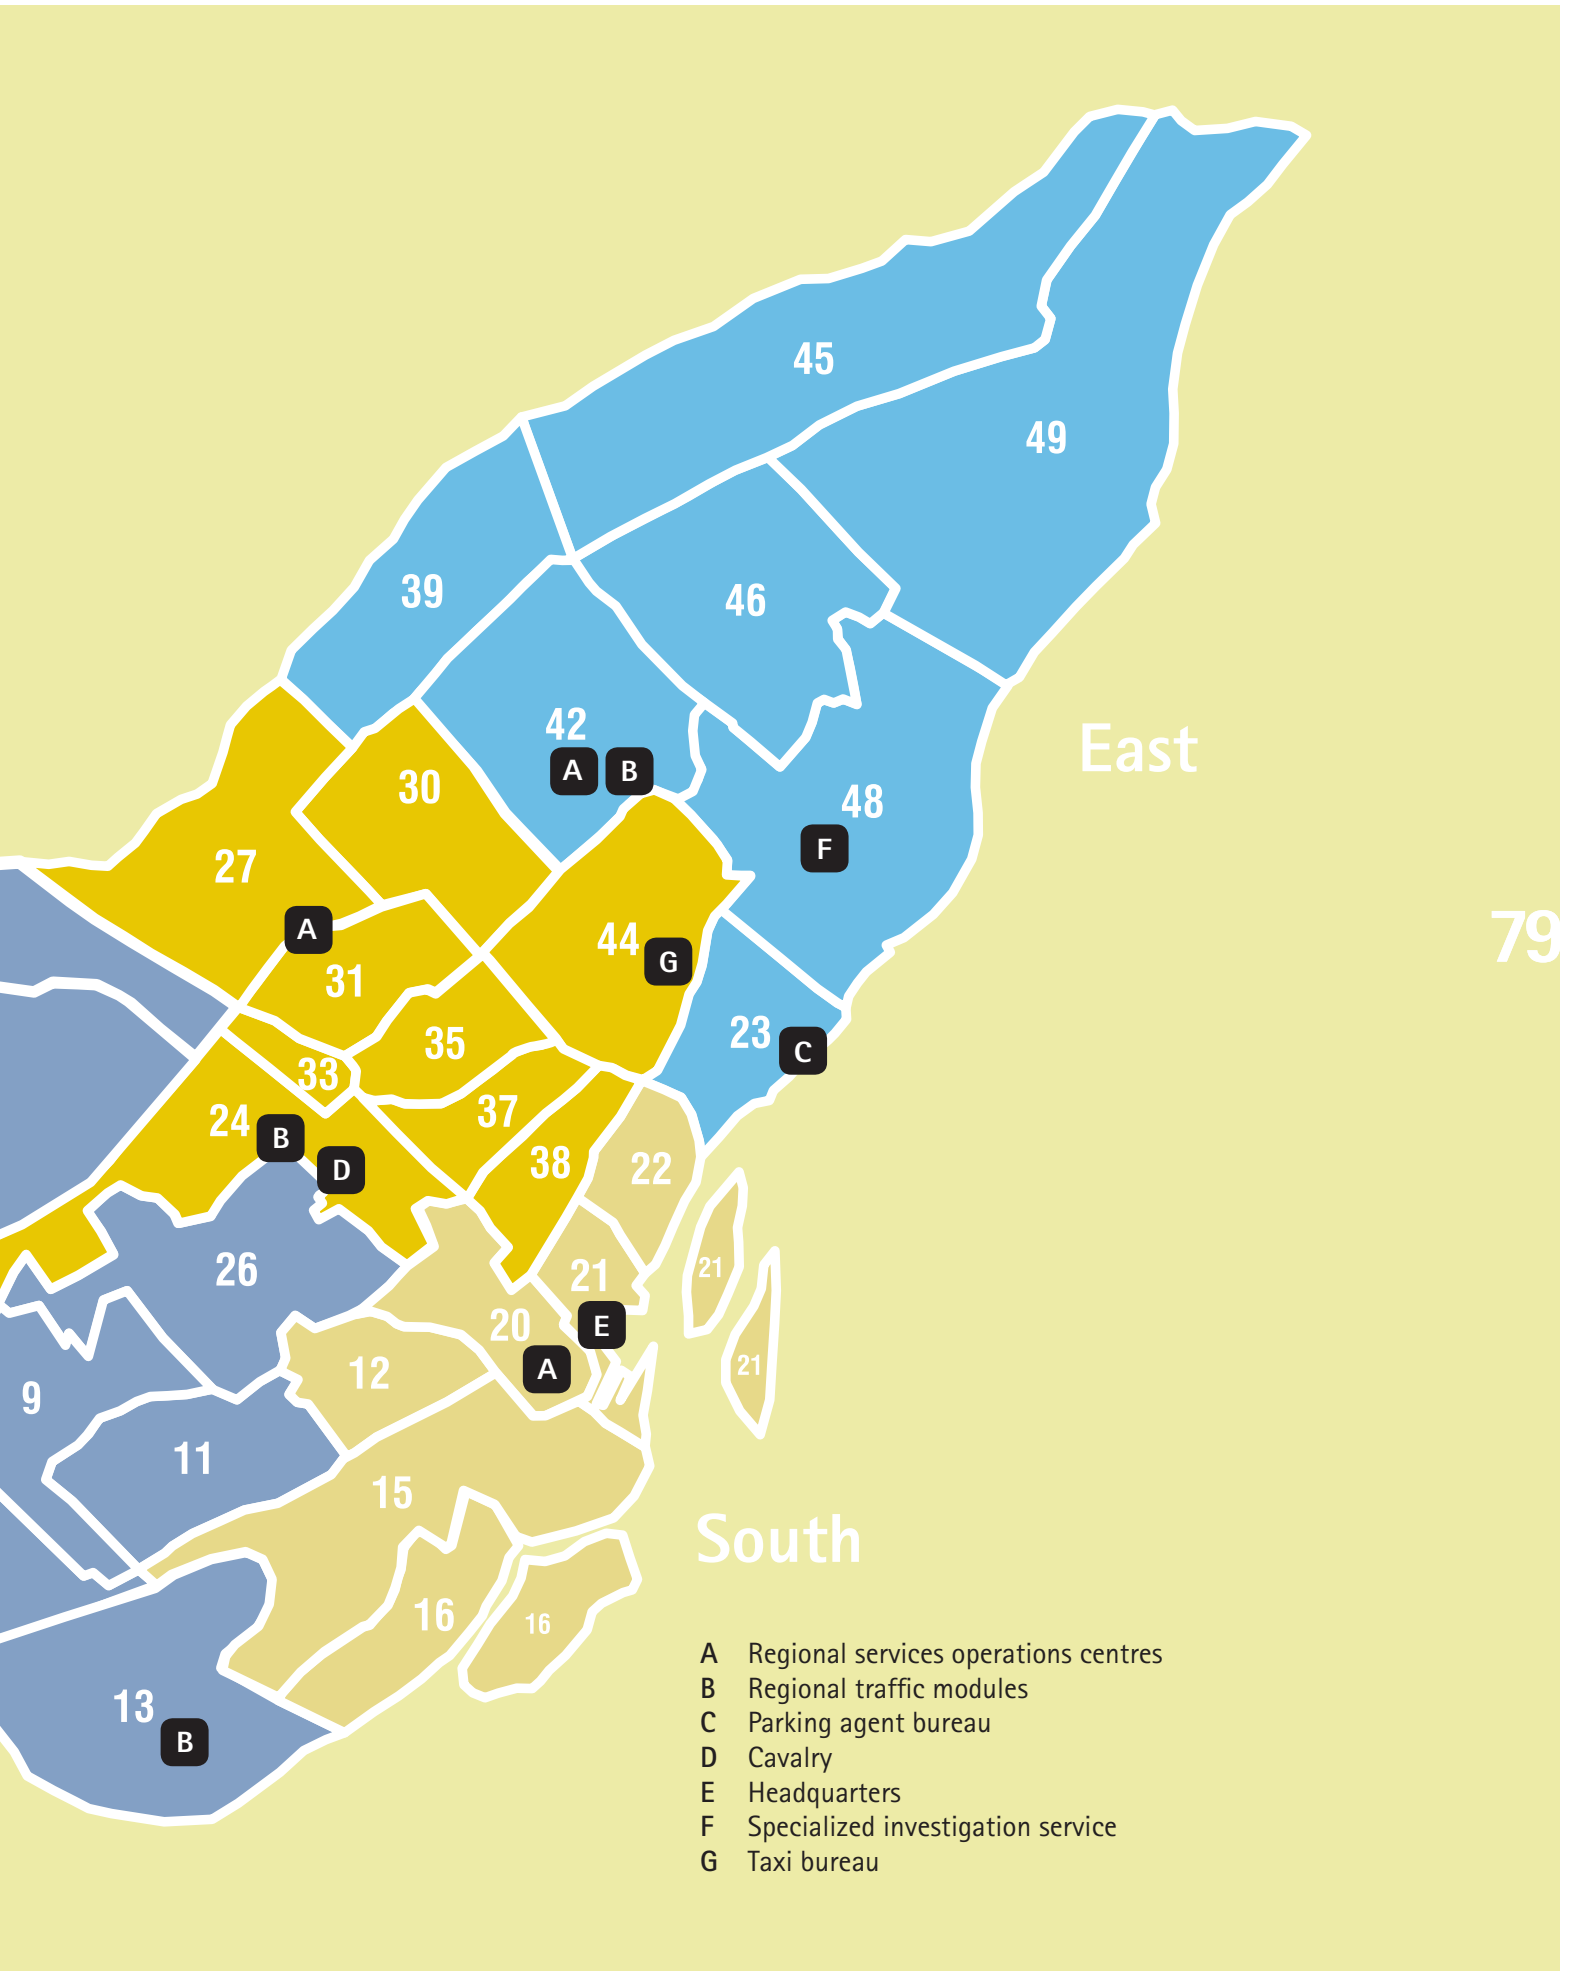 45
49
39
46
42
A B
East
30
48
F
27
79
A
44
G
31
23
C
35
33
37
24
B
D
38
22
26
21
21
20
E
21
12
A
9
11
15
South
16
16
A Regional services operations centres
B Regional traffic modules
13
C Parking agent bureau
B
D Cavalry
E Headquarters
F Specialized investigation service
G Taxi bureau